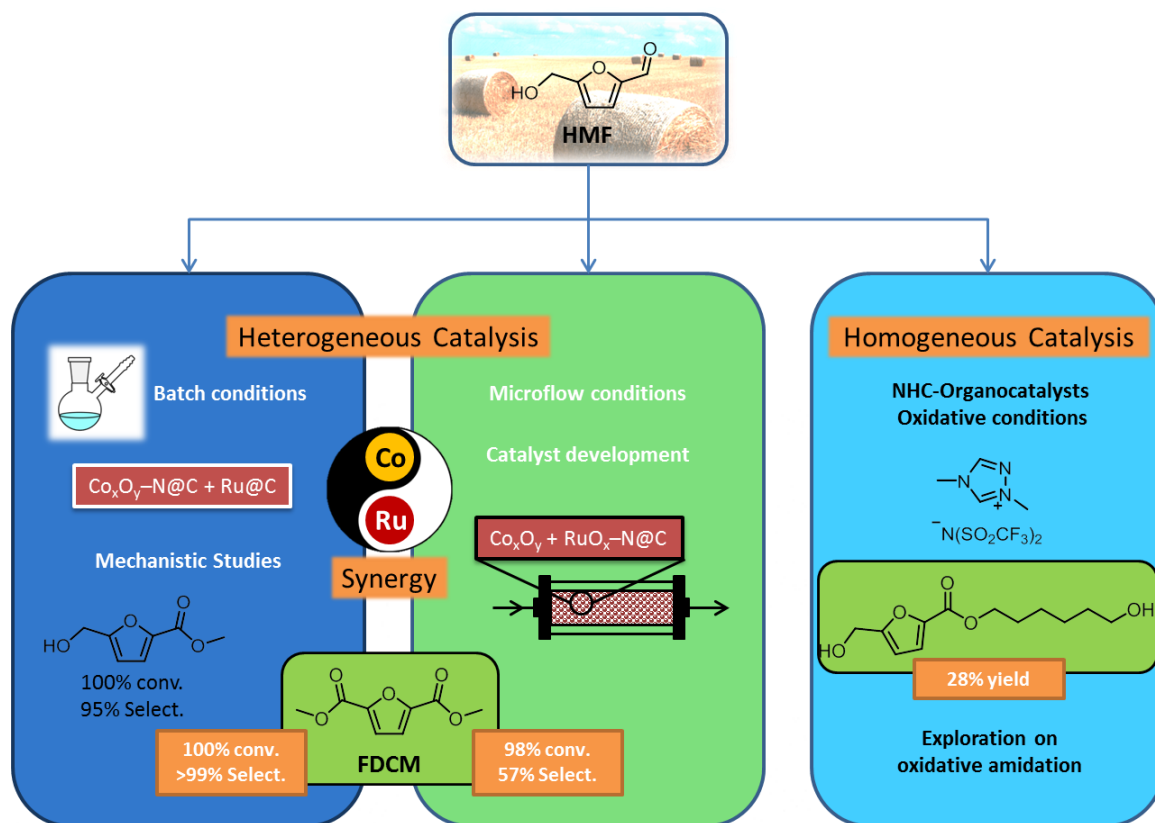 O
O
HO
HMF
Heterogeneous Catalysis
Batch conditions
Co
Ru
Synergy
CoxOy–N@C + Ru@C
Mechanistic Studies
O
O
HO
O
100% conv.
95% Select.
Microflow conditions
Catalyst development
CoxOy + RuOx–N@C
O
O
O
O
O
FDCM
100% conv.
>99% Select.
98% conv.
57% Select.
Homogeneous Catalysis
NHC-Organocatalysts
Oxidative conditions
N
N
N
+
−N(SO2CF3)2
O
O
OH
O
HO
28% yield
Exploration on
oxidative amidation